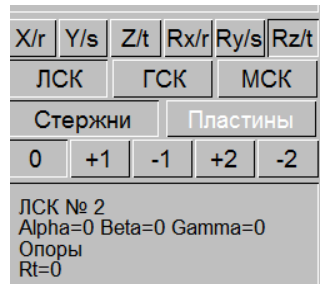 X/r Y/s Z/t Rx/r Ry/s Rz/t
ЛСК ГСК МСК
Стержни Пластины
0 +1 -1 +2 -2
ЛСК № 2
Alpha=0 Beta=0 Gamma=0
Опоры
Rt=0